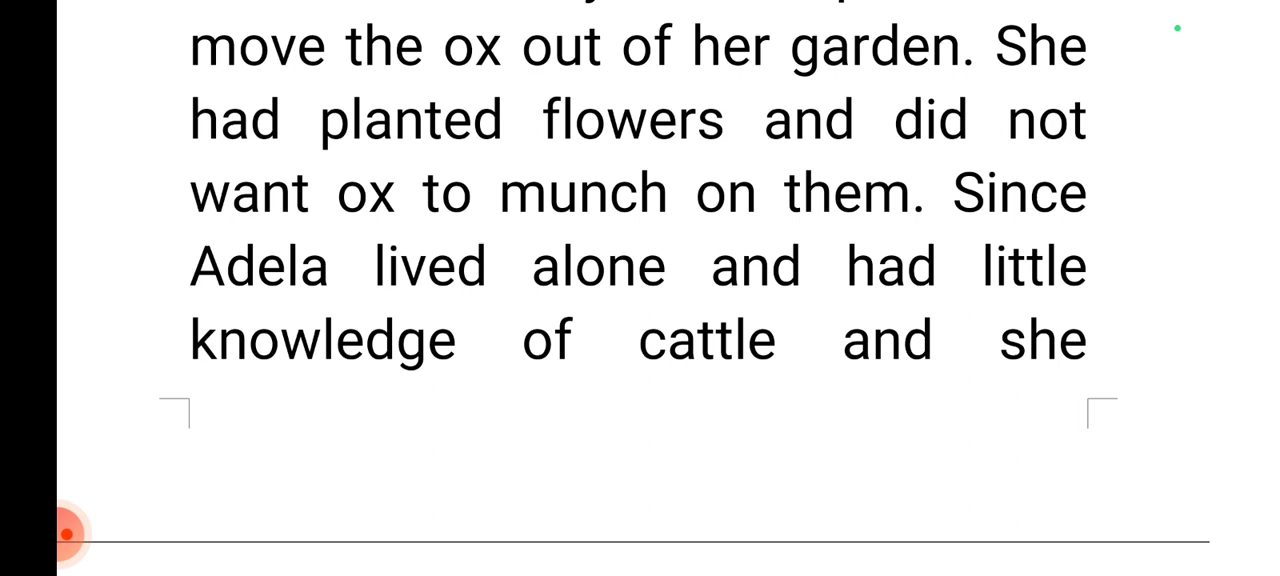 move the ox out of her garden. She
had planted flowers and did not
want ox to munch on them. Since
Adela lived alone and had little
knowledge of cattle and she